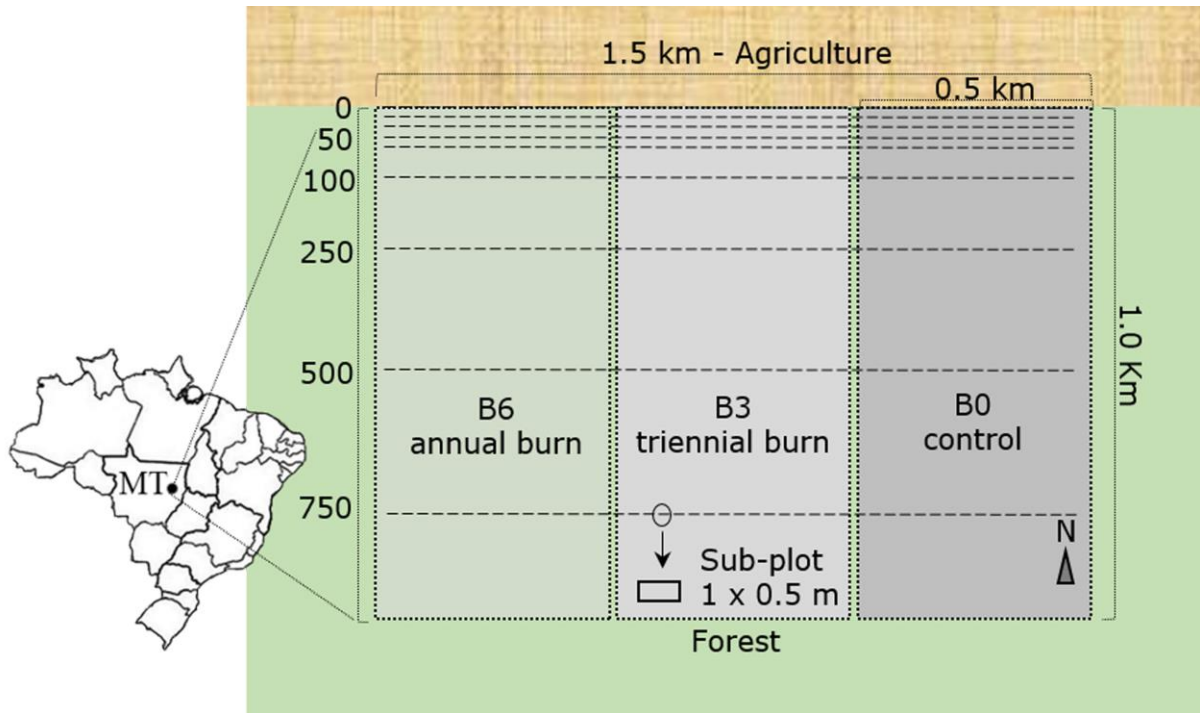 1.5 km - Agriculture
0.5 km
0
50
100
250
500
750
B6
annual burn
B3
triennial burn
B0
control
1.0 Km
MT
N
Sub-plot
1 x 0.5 m
Forest